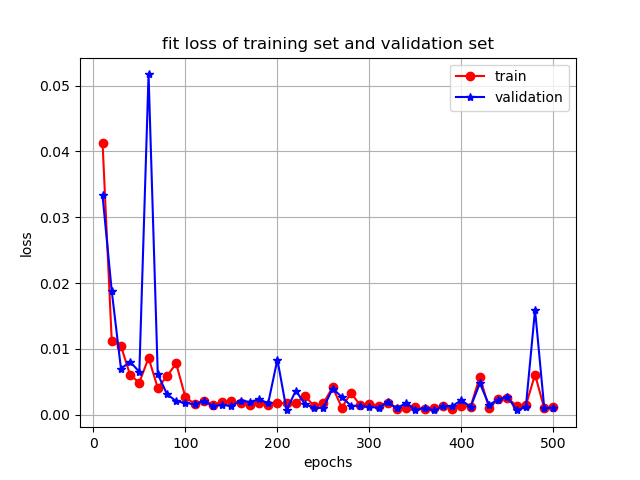 fit loss of training set and validation set
train
validation
0.05
0.04
0.03
0.02
0.01
0.00
loss
0
100
200
300
400
500
epochs